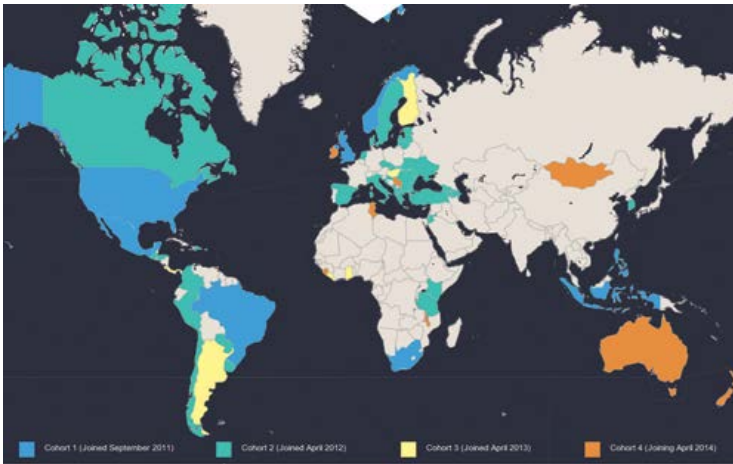 Cohort 1 (Joined September 2011)
Cohort 2 (Joined April 2012)
Cohort 3 (Joined April 2013)
Cohort 4 (Joining April 2014)